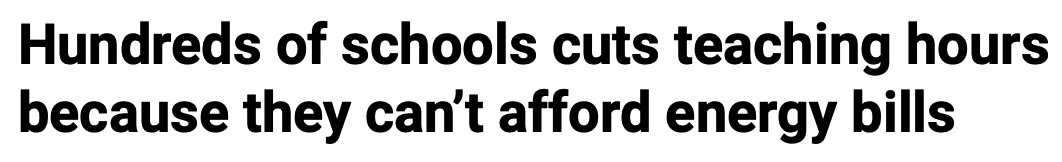 Hundreds of schools cuts teaching hours
because they can’t afford energy bills